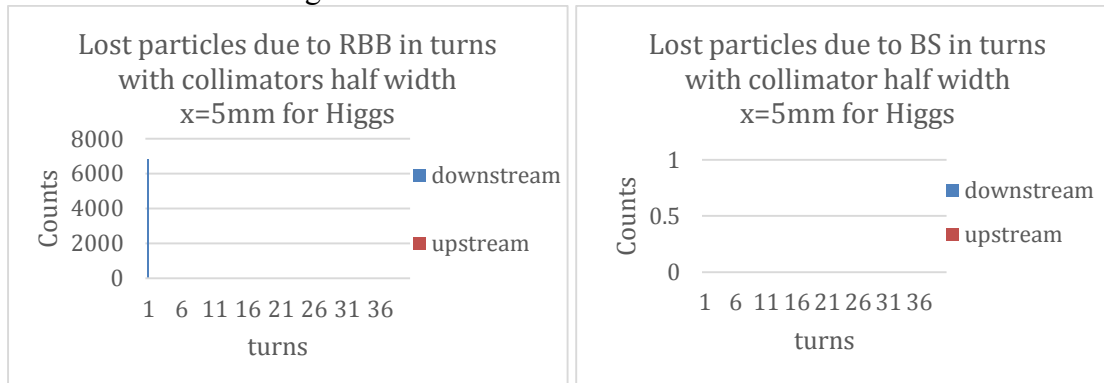 Lost particles due to RBB in turns
with collimators half width
x=5mm for Higgs
8000
6000
4000
2000
0
Counts
1 6 11 16 21 26 31 36
turns
downstream
upstream
Lost particles due to BS in turns
with collimator half width
x=5mm for Higgs
1
0.5
0
Counts
1 6 11 16 21 26 31 36
turns
downstream
upstream